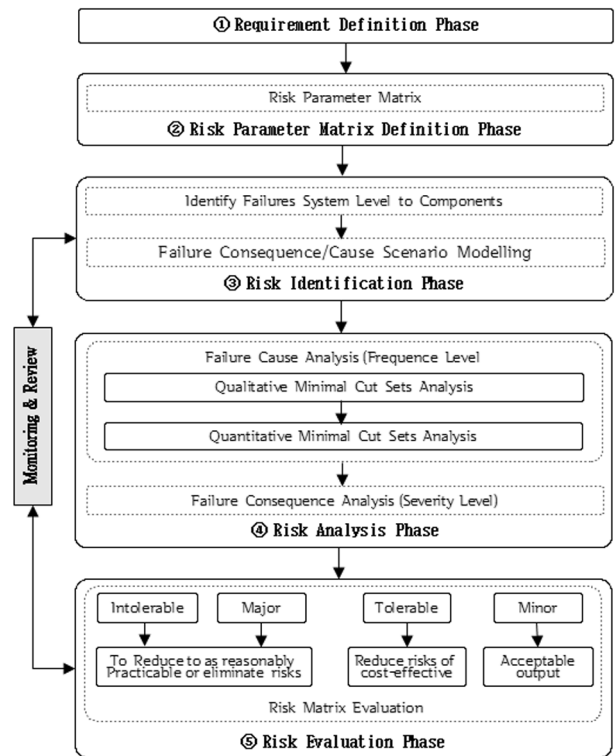 ① Requirement Definition Phase
Risk Parameter Matrix
② Risk Parameter Matrix Definition Phase
Identify Failures System Level to Components
Failure Consequence/Cause Scenario Modelling
③ Risk Identification Phase
Monitoring & Review
Failure Cause Analysis (Frequence Level
Qualitative Minimal Cut Sets Analysis
Quantitative Minimal Cut Sets Analysis
Failure Consequence Analysis (Severity Level)
④ Risk Analysis Phase
Intolerable
Major
Tolerable
Minor
To Reduce to as reasonably
Practicable or eliminate risks
Reduce risks of
cost-effective
Acceptable
output
Risk Matrix Evaluation
⑤ Risk Evaluation Phase